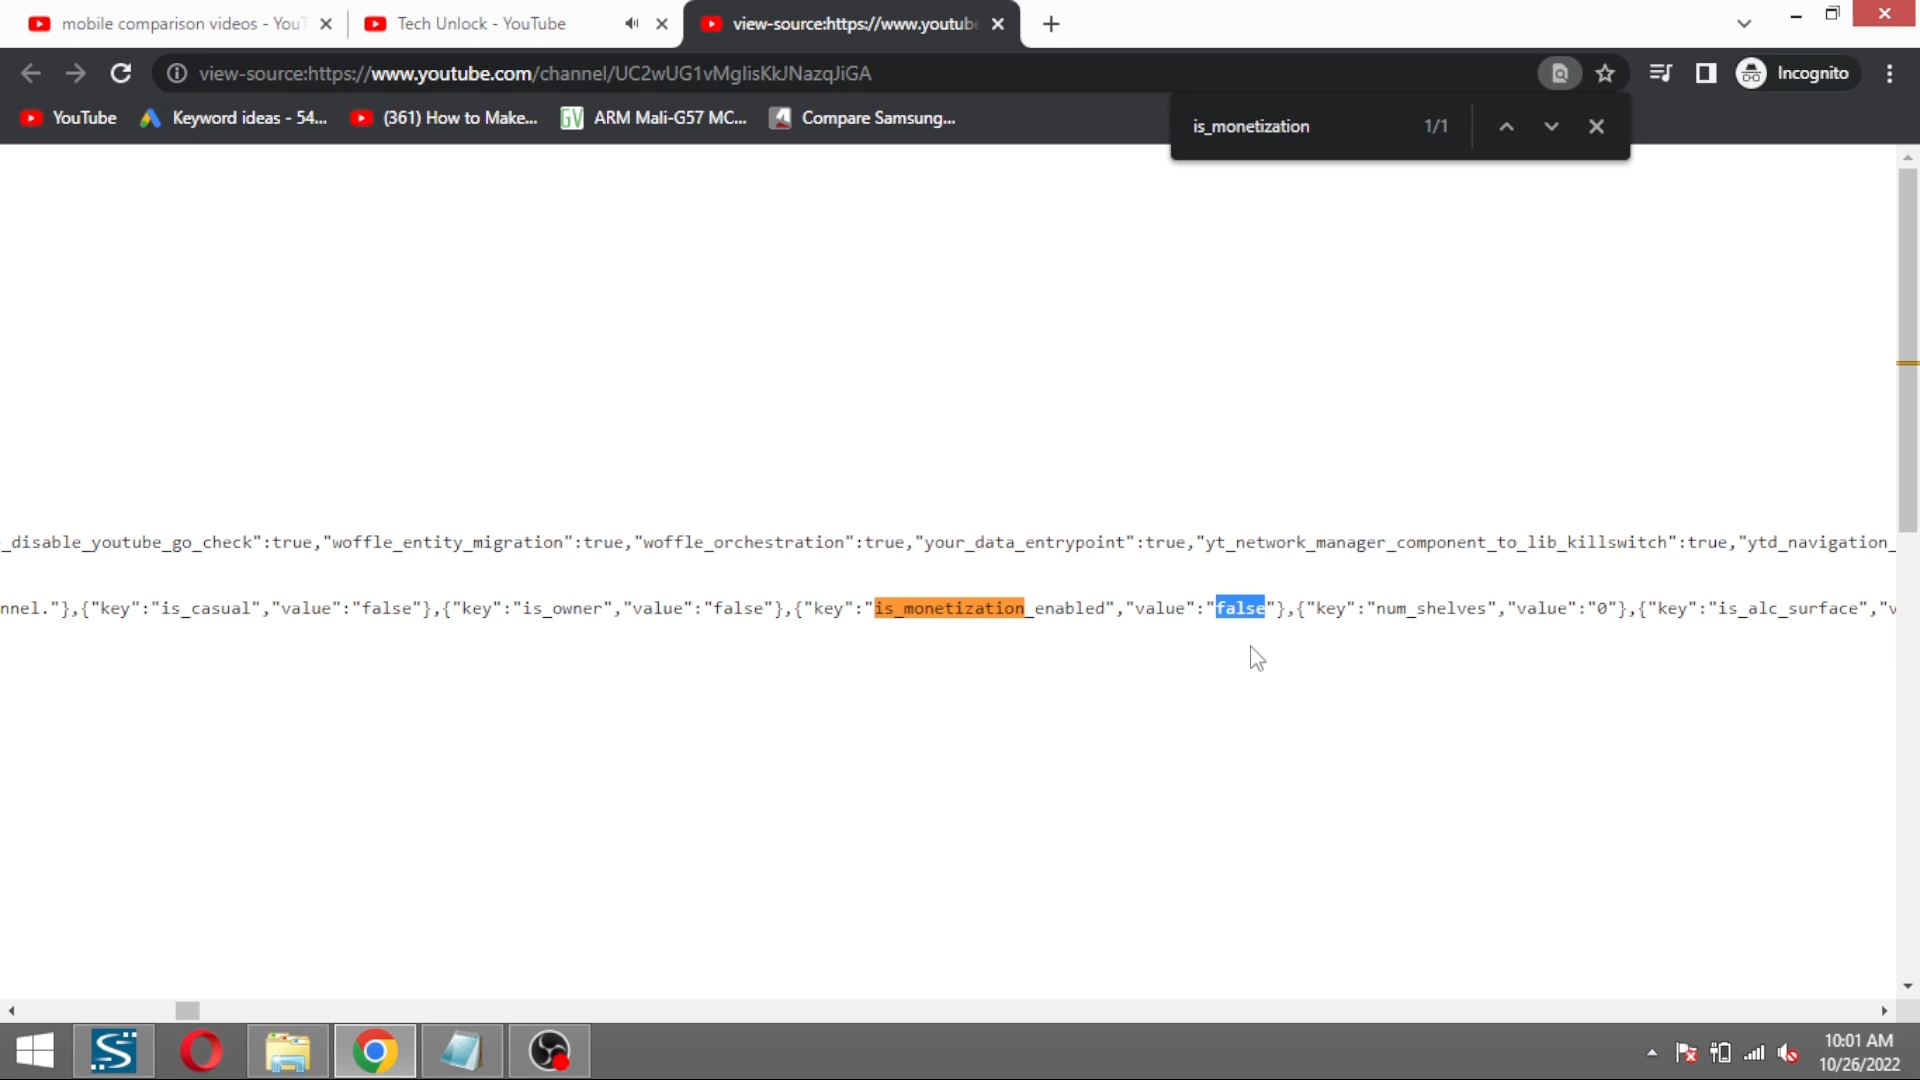 mobile comparison videos - YouT
Tech Unlock - YouTube
view-source:https://www.youtube
view-source:https://www.youtube.com/channel/UC2wUG1vMglisKkJNazqJiGA
Incognito
YouTube
Keyword ideas - 54...
(361) How to Make...
GV ARM Mali-G57 MC...
Compare Samsung...
is_monetization 1/1
_disable_youtube_go_check":true,"woffle_entity_migration":true,"woffle_orchestration":true,"your_data_entrypoint":true,"yt_network_manager_component_to_lib_killswitch":true,"ytd_navigation_
nnel."},{"key":"is_casual","value":"false"},{"key":"is_owner","value":"false"},{"key":"is_monetization_enabled","value":"false"},{"key":"num_shelves","value":"0"},{"key":"is_alc_surface","v
10:01 AM
10/26/2022